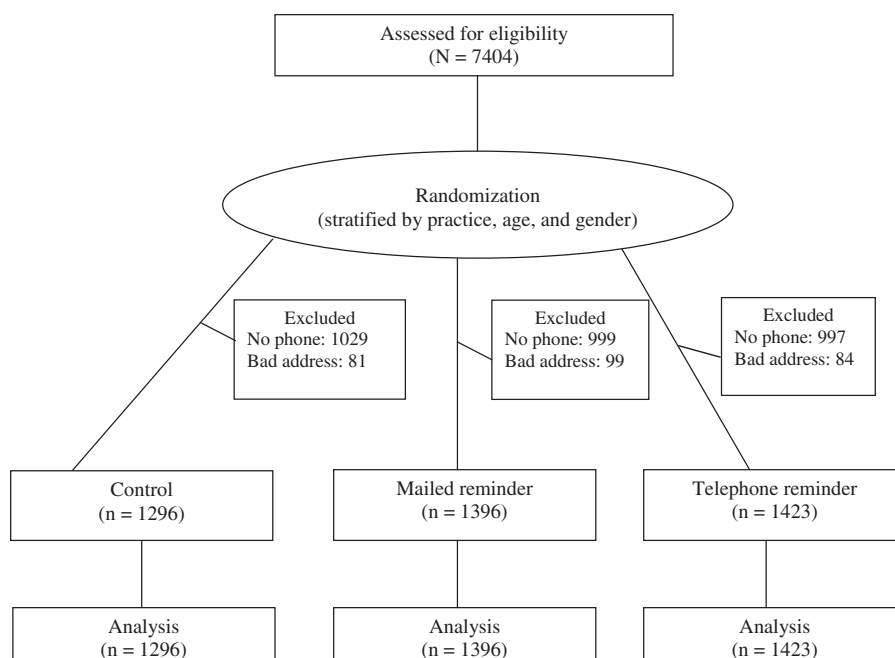 Assessed for eligibility
(N = 7404)
Randomization
(stratified by practice, age, and gender)
Excluded
No phone: 1029
Bad address: 81
Excluded
No phone: 999
Bad address: 99
Excluded
No phone: 997
Bad address: 84
Control
(n = 1296)
Mailed reminder
(n = 1396)
Telephone reminder
(n = 1423)
Analysis
(n = 1296)
Analysis
(n = 1396)
Analysis
(n = 1423)